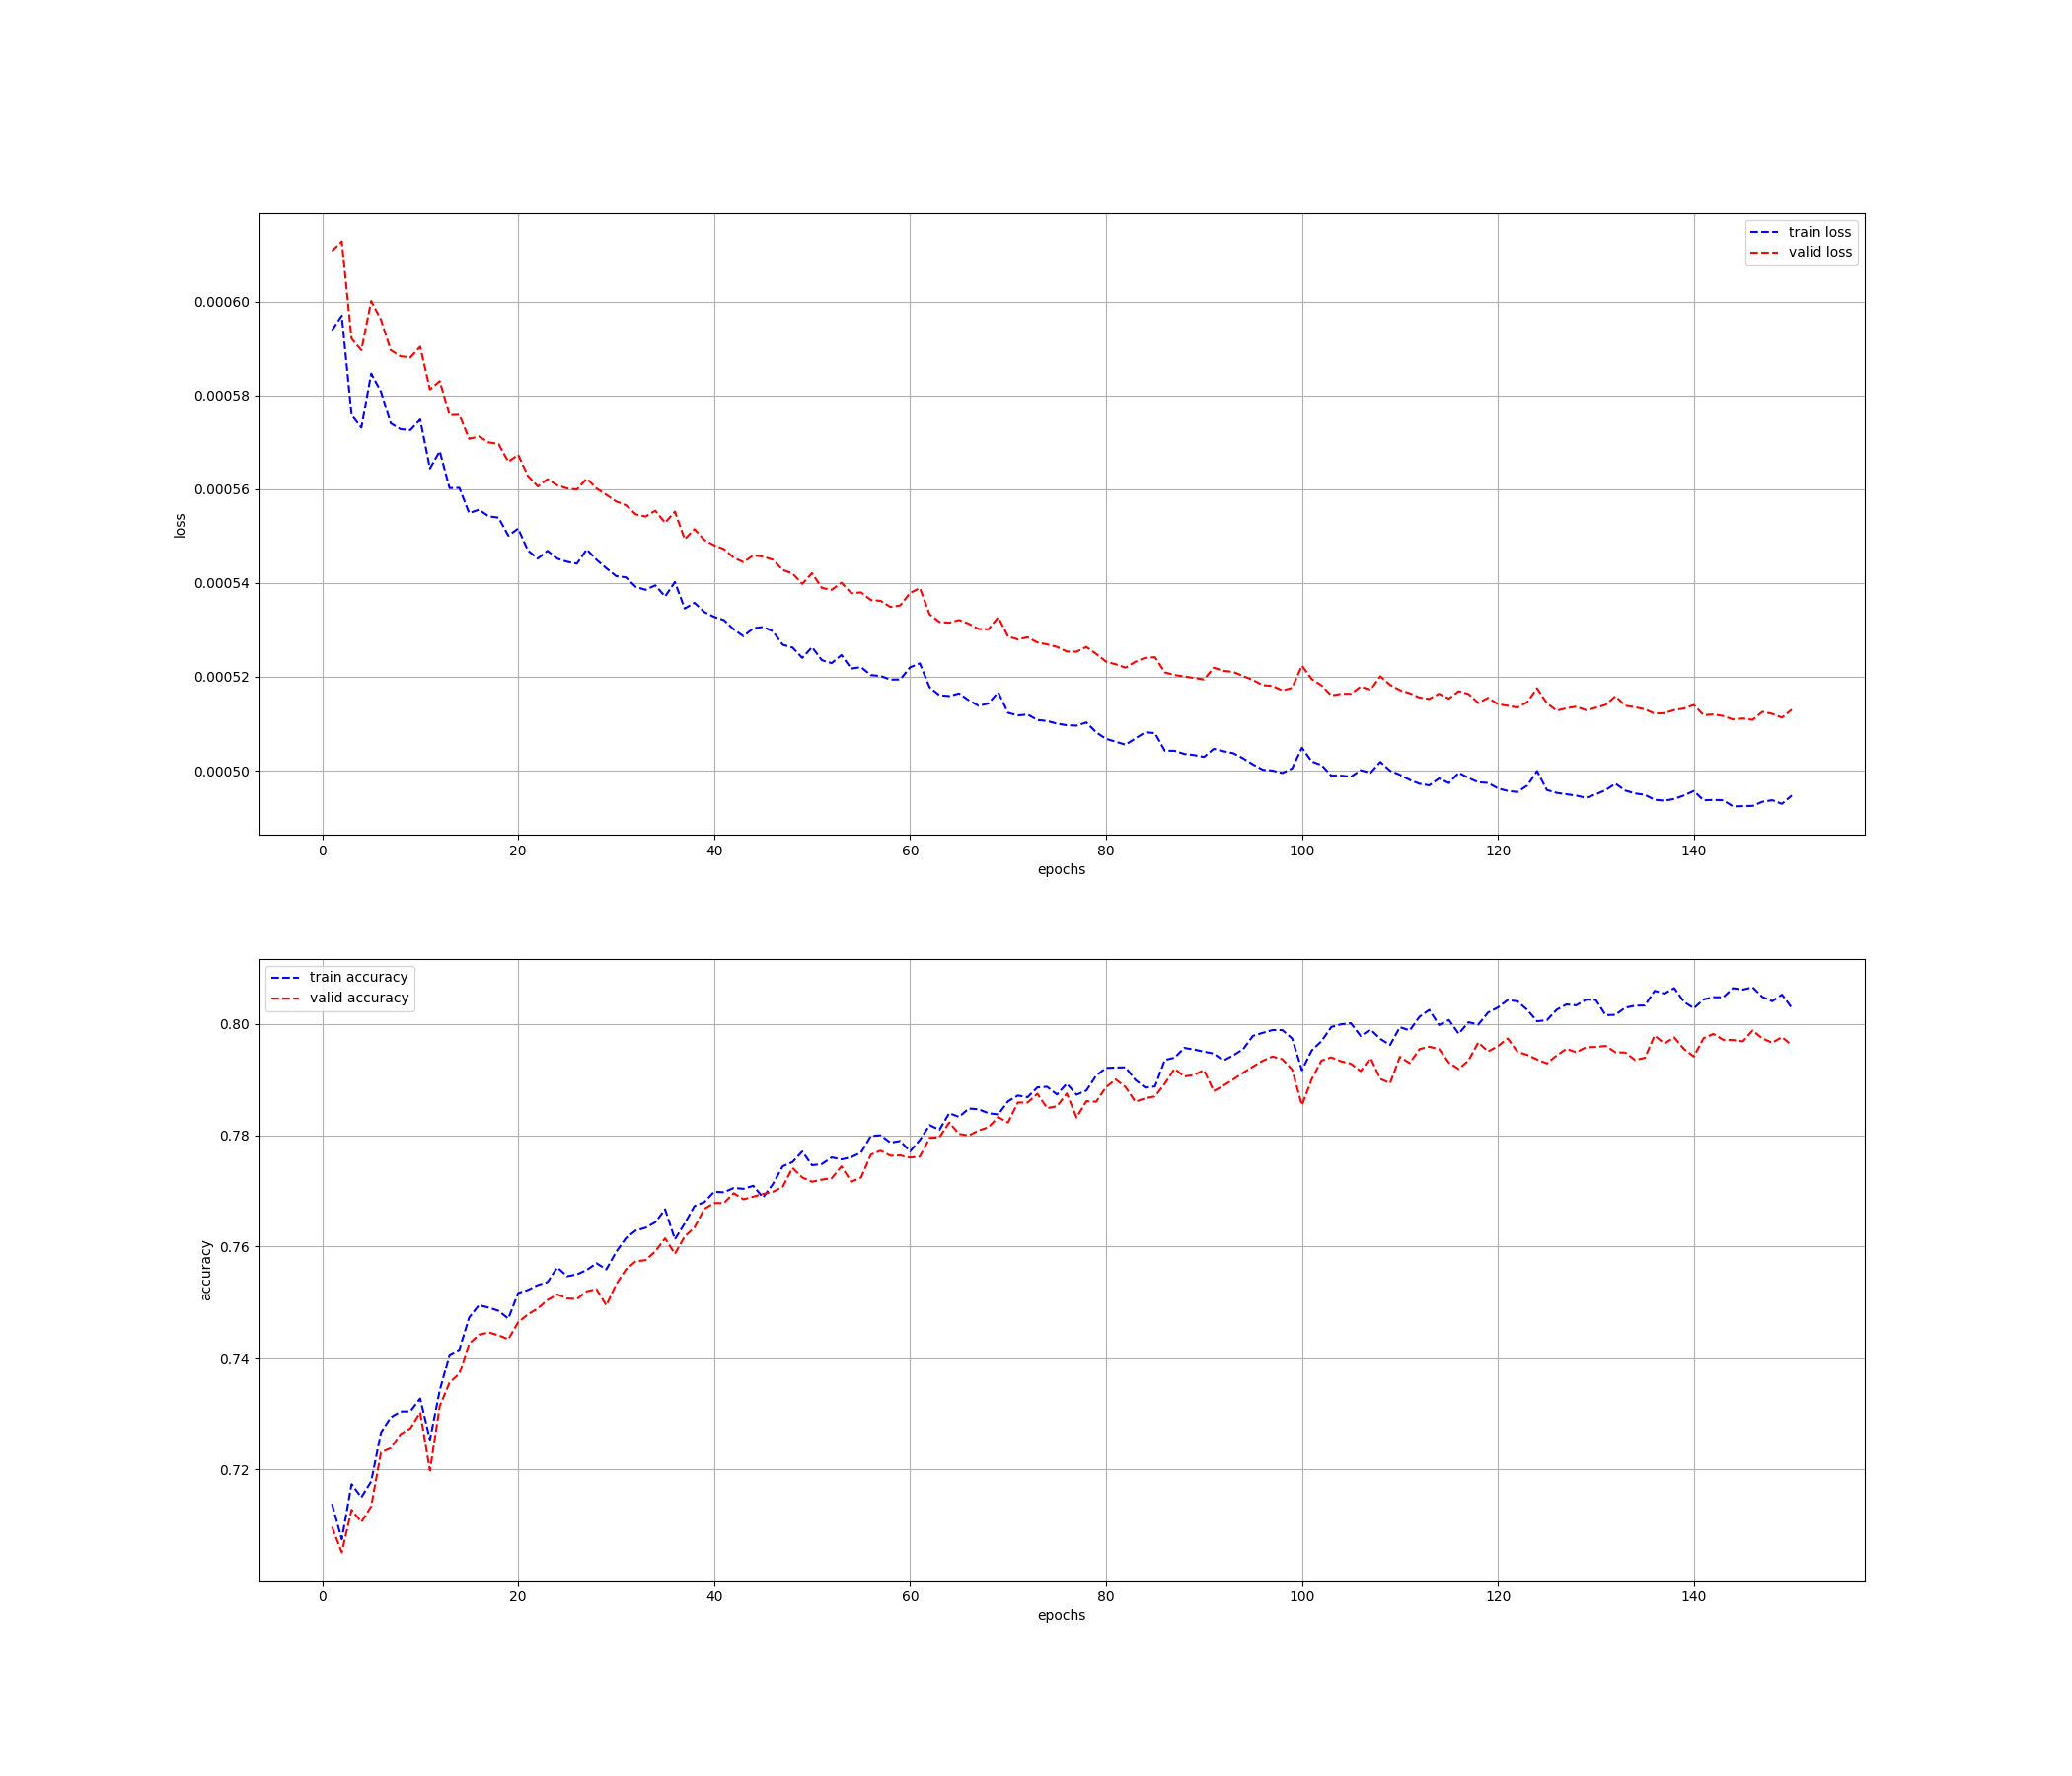 train loss
valid loss
0.00060
0.00058
0.00056
0.00054
0.00052
0.00050
loss
0 20 40 60 80 100 120 140
epochs
train accuracy
valid accuracy
0.80
0.78
0.76
0.74
0.72
accuracy
0 20 40 60 80 100 120 140
epochs